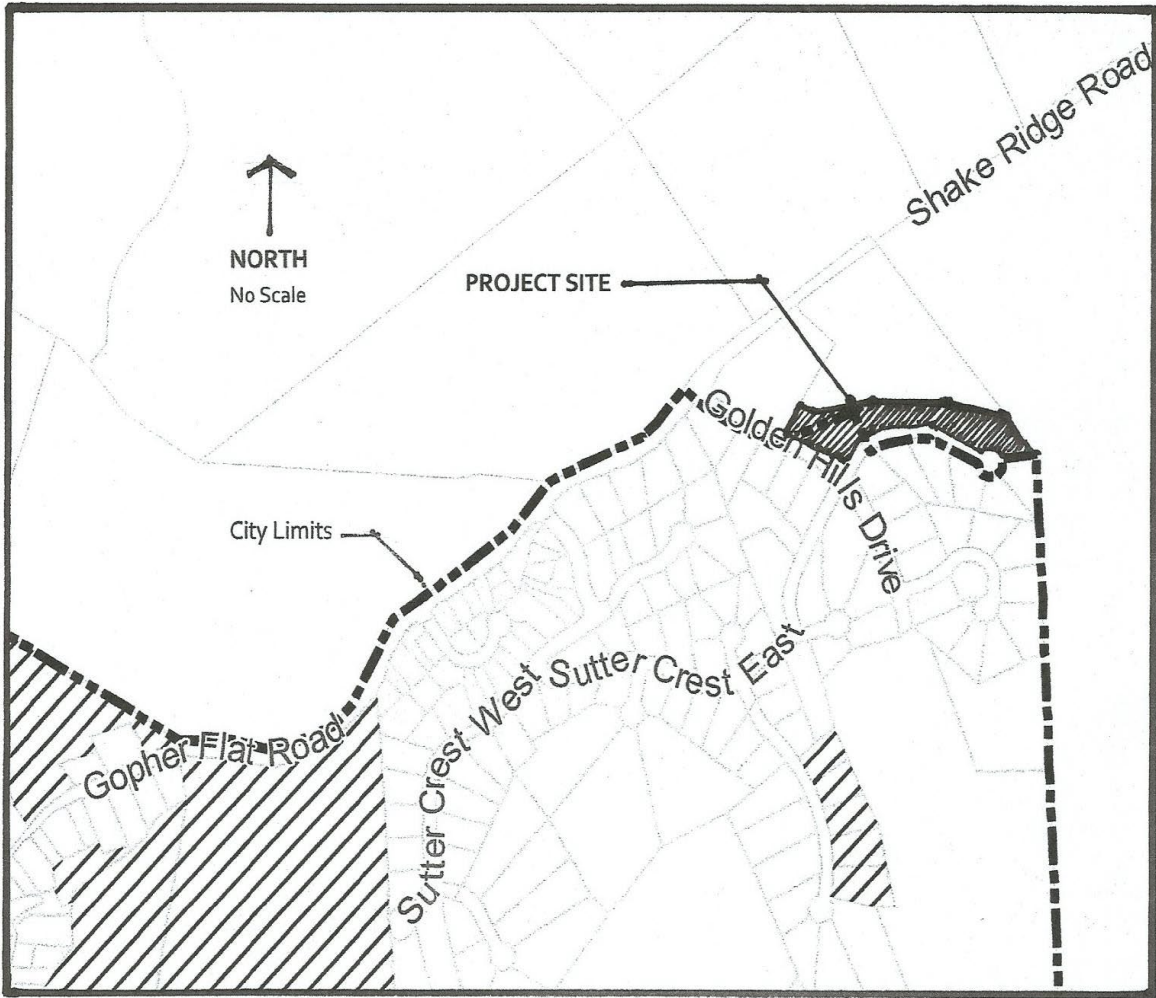 Shake Ridge Road
NORTH
No Scale
PROJECT SITE
Golden Hills Drive
City Limits
Sutter Crest East
Sutter Crest West
Gopher Flat Road